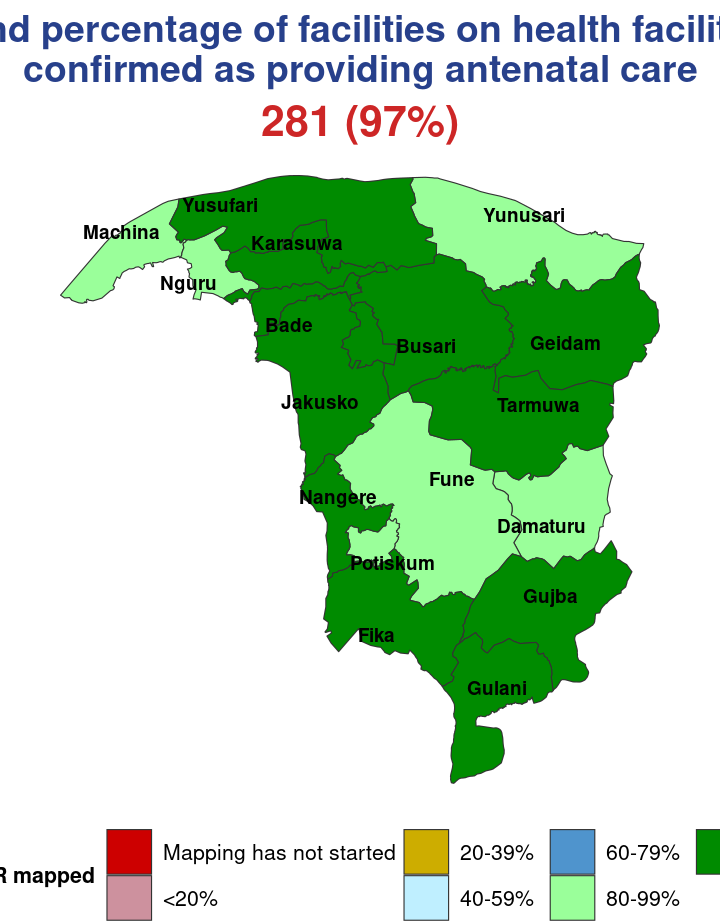 percentage of facilities on health
confirmed as providing antenatal care
281 (97%)
Yusufari
Yunusari
Machina
Karasuwa
Nguru
Bade
Busari
Geidam
Jakusko
Tarmuwa
Fune
Nangere
Damaturu
Potiskum
Gujba
Fika
Gulani
mapped
Mapping has not started
20-39%
60-79%
<20%
40-59%
80-99%